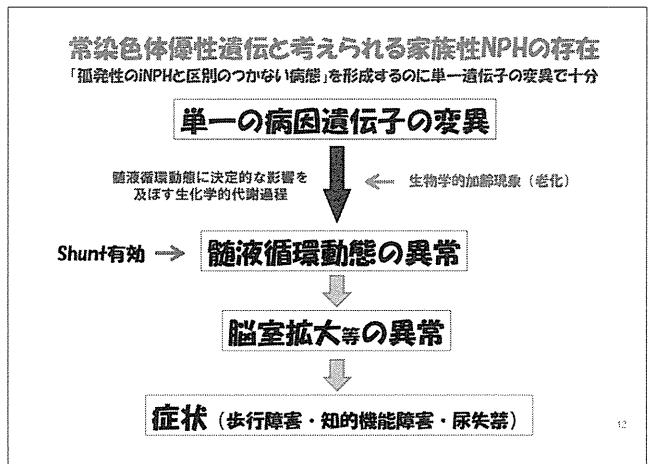 常染色体優性遺伝と考えられる家族性NPHの存在
「孤発性のiNPHと区別のつかない病態」を形成するのに単一遺伝子の変異で十分
単一の病因遺伝子の変異
髄液循環動態に決定的な影響を
及ぼす生化学的代謝過程
生物学的加齢現象（老化）
Shunt有効
髄液循環動態の異常
脳室拡大等の異常
症状（歩行障害・知的機能障害・尿失禁）
12